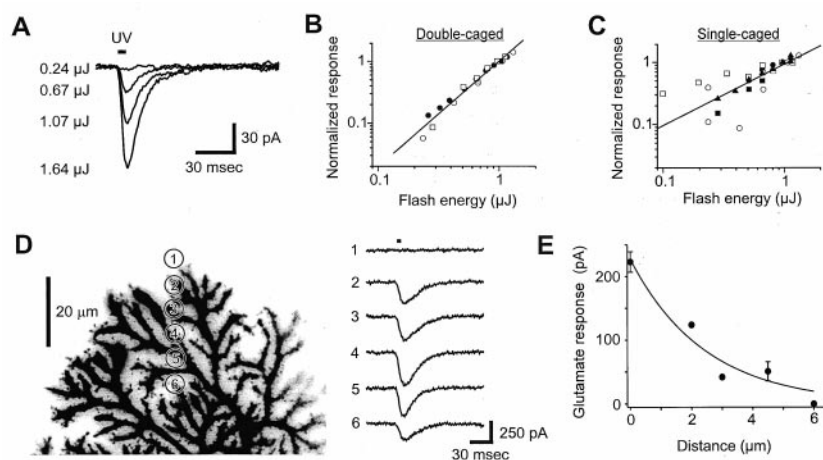 A
UV
0.24 µJ
0.67 µJ
1.07 µJ
1.64 µJ
30 pA
30 msec
B
Double-caged
Normalized response
1
0.1
0.1
1
Flash energy (µJ)
C
Single-caged
Normalized response
1
0.1
0.1
1
Flash energy (µJ)
D
20 µm
1
2
3
4
5
6
1
2
3
4
5
6
250 pA
30 msec
E
Glutamate response (pA)
200
100
0
0
2
4
6
Distance (µm)